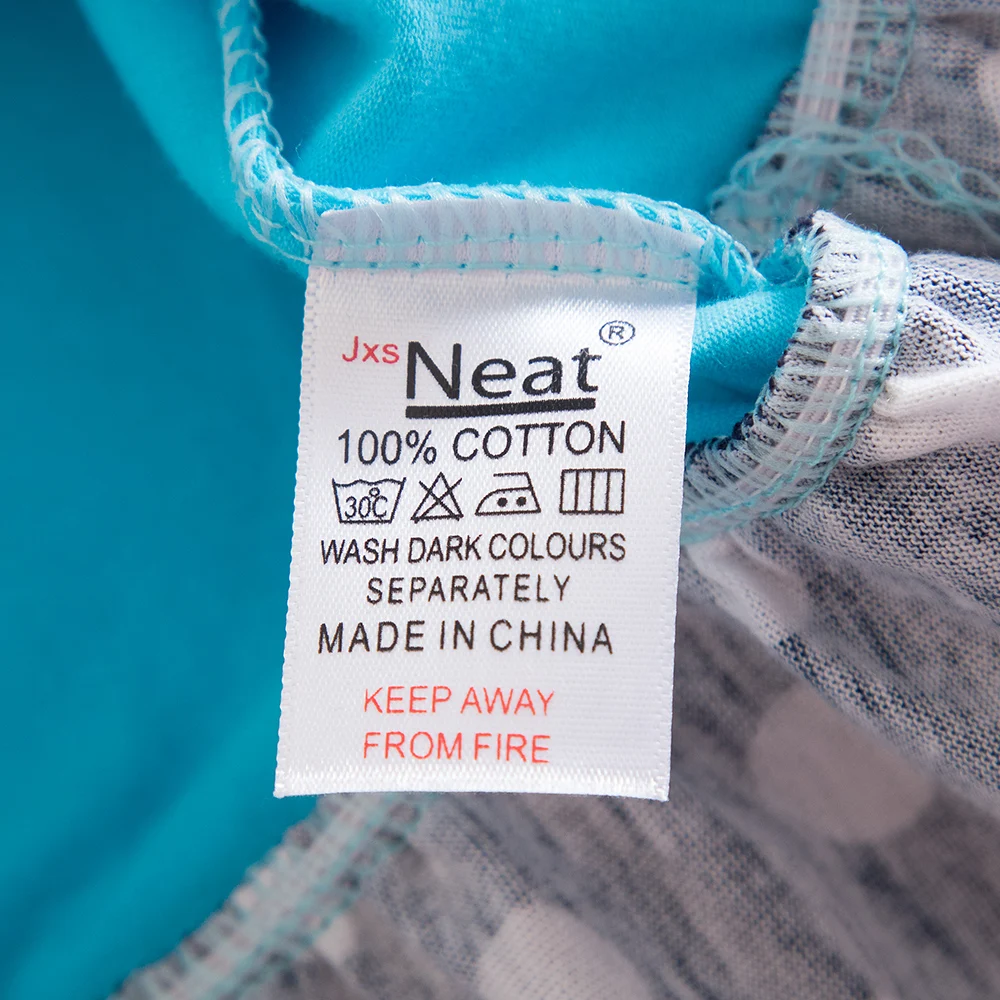 Jxs Neat®
100% COTTON
30°C
WASH DARK COLOURS
SEPARATELY
MADE IN CHINA
KEEP AWAY
FROM FIRE